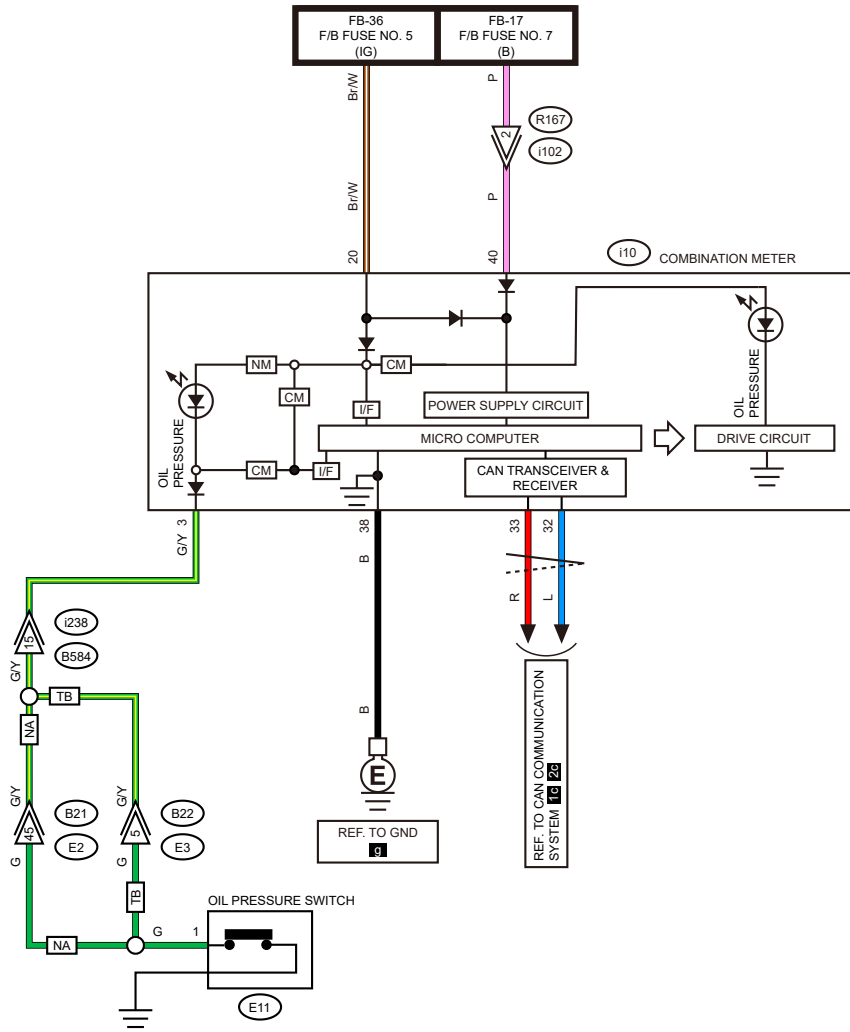 FB-36
F/B FUSE NO. 5
(IG)
FB-17
F/B FUSE NO. 7
(B)
Br/W
P
2
R167
i102
Br/W
P
20
40
i10
COMBINATION METER
NM
CM
CM
I/F
POWER SUPPLY CIRCUIT
OIL
PRESSURE
MICRO COMPUTER
DRIVE CIRCUIT
OIL
PRESSURE
CM
I/F
CAN TRANSCEIVER &
RECEIVER
3
G/Y
38
B
33
32
R
L
i238
15
B584
G/Y
TB
NA
B
E
REF. TO GND
g
REF. TO CAN COMMUNICATION
SYSTEM 1c 2c
G/Y
G/Y
B21
B22
45
5
E2
E3
G
G
TB
OIL PRESSURE SWITCH
NA
G
1
E11